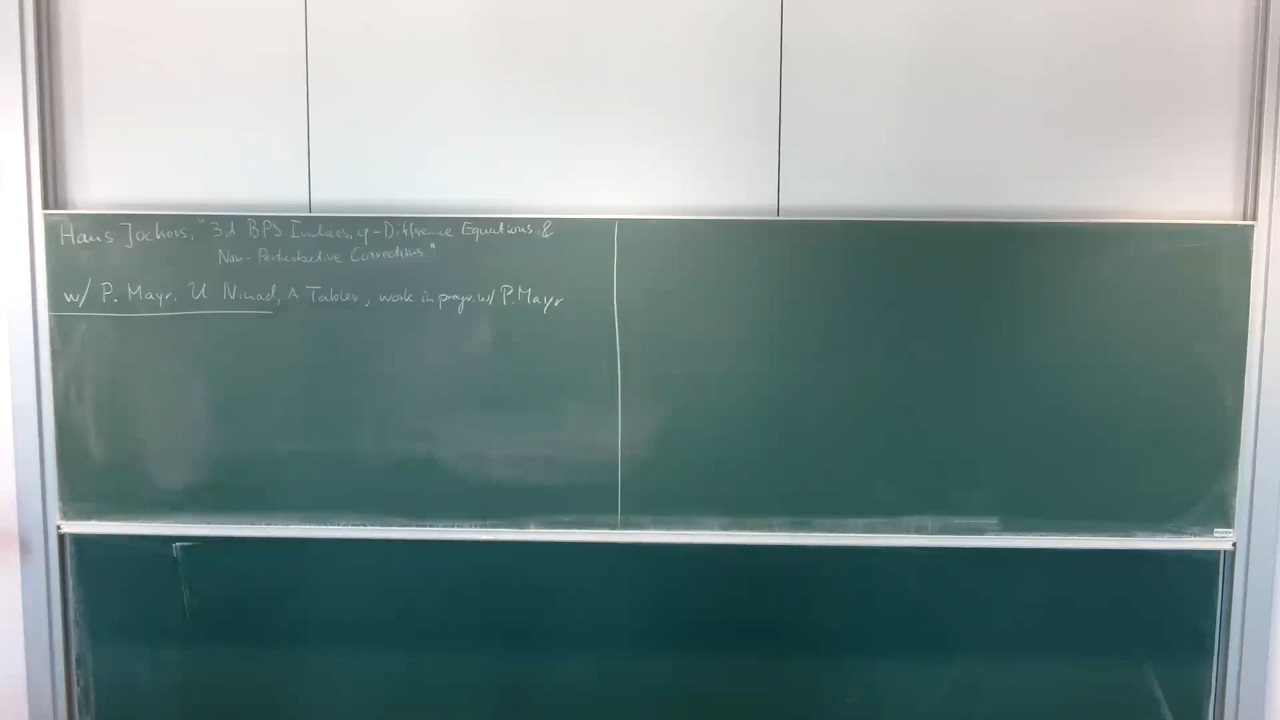 Hans Jockers, "3d BPS Indices, q-Difference Equations &
Non-Perturbative Corrections"
w/ P. Mayr, U Ninad, A Tabler, work in progr. w/ P. Mayr